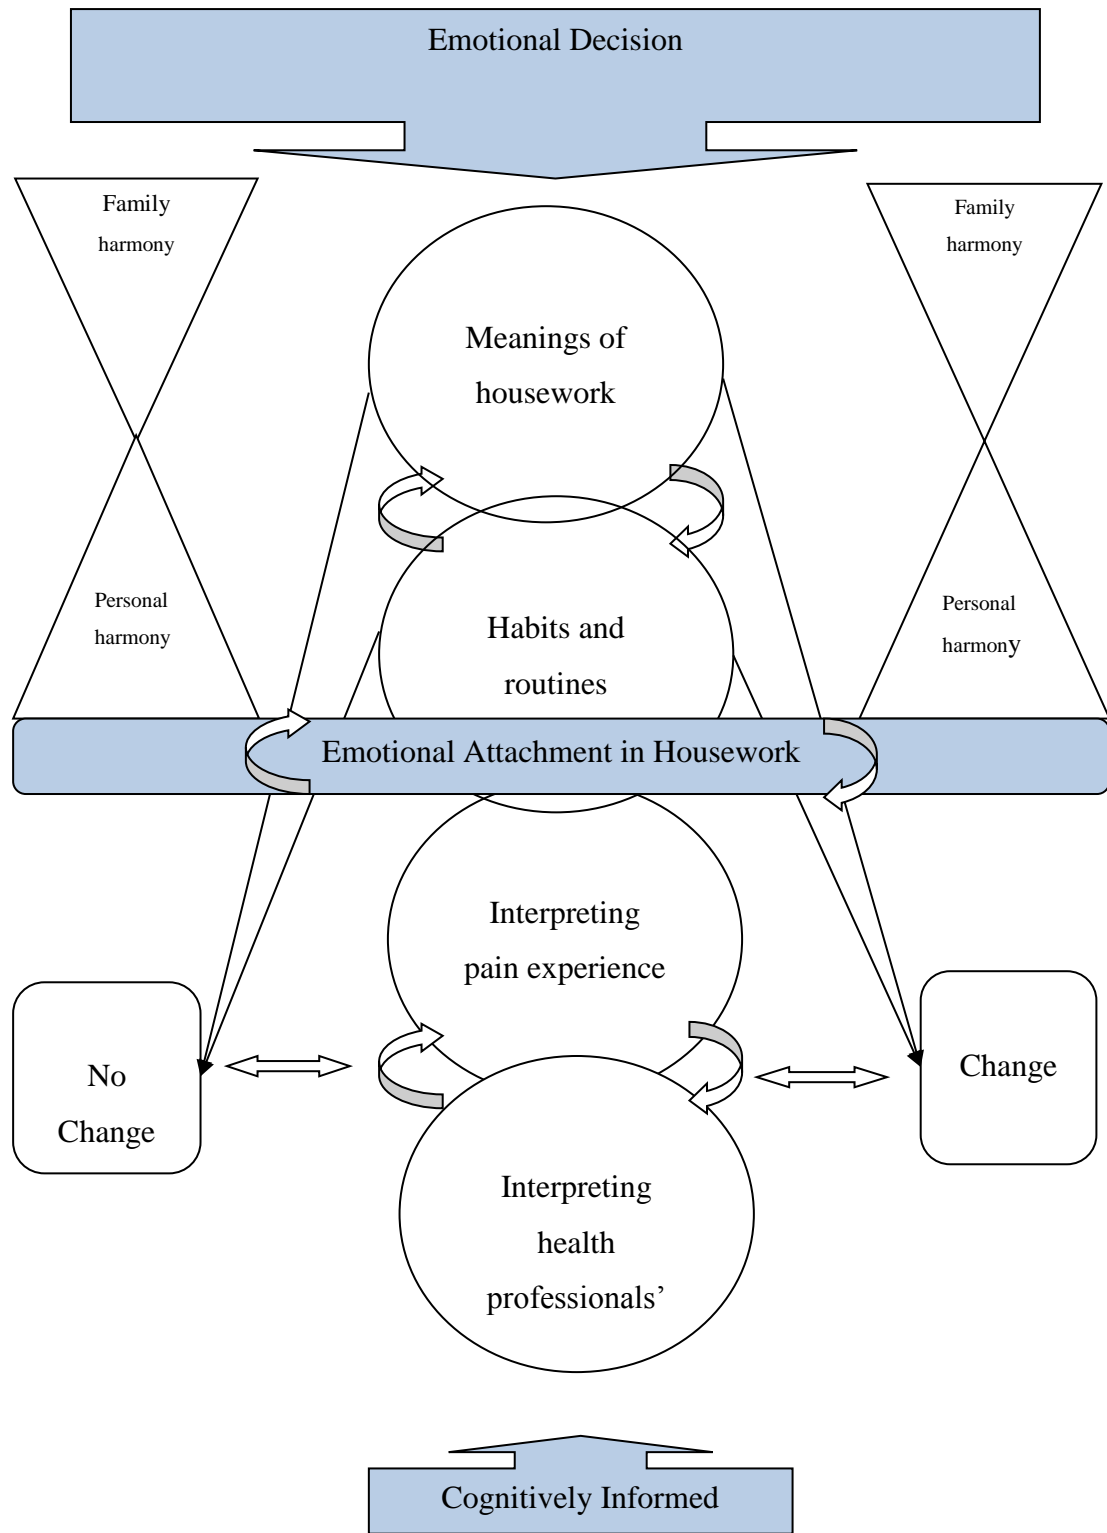 Emotional Decision
Family
harmony
Family
harmony
Meanings of
housework
Personal
harmony
Habits and
routines
Personal
harmony
Emotional Attachment in Housework
Interpreting
pain experience
No
Change
Change
Interpreting
health
professionals’
Cognitively Informed